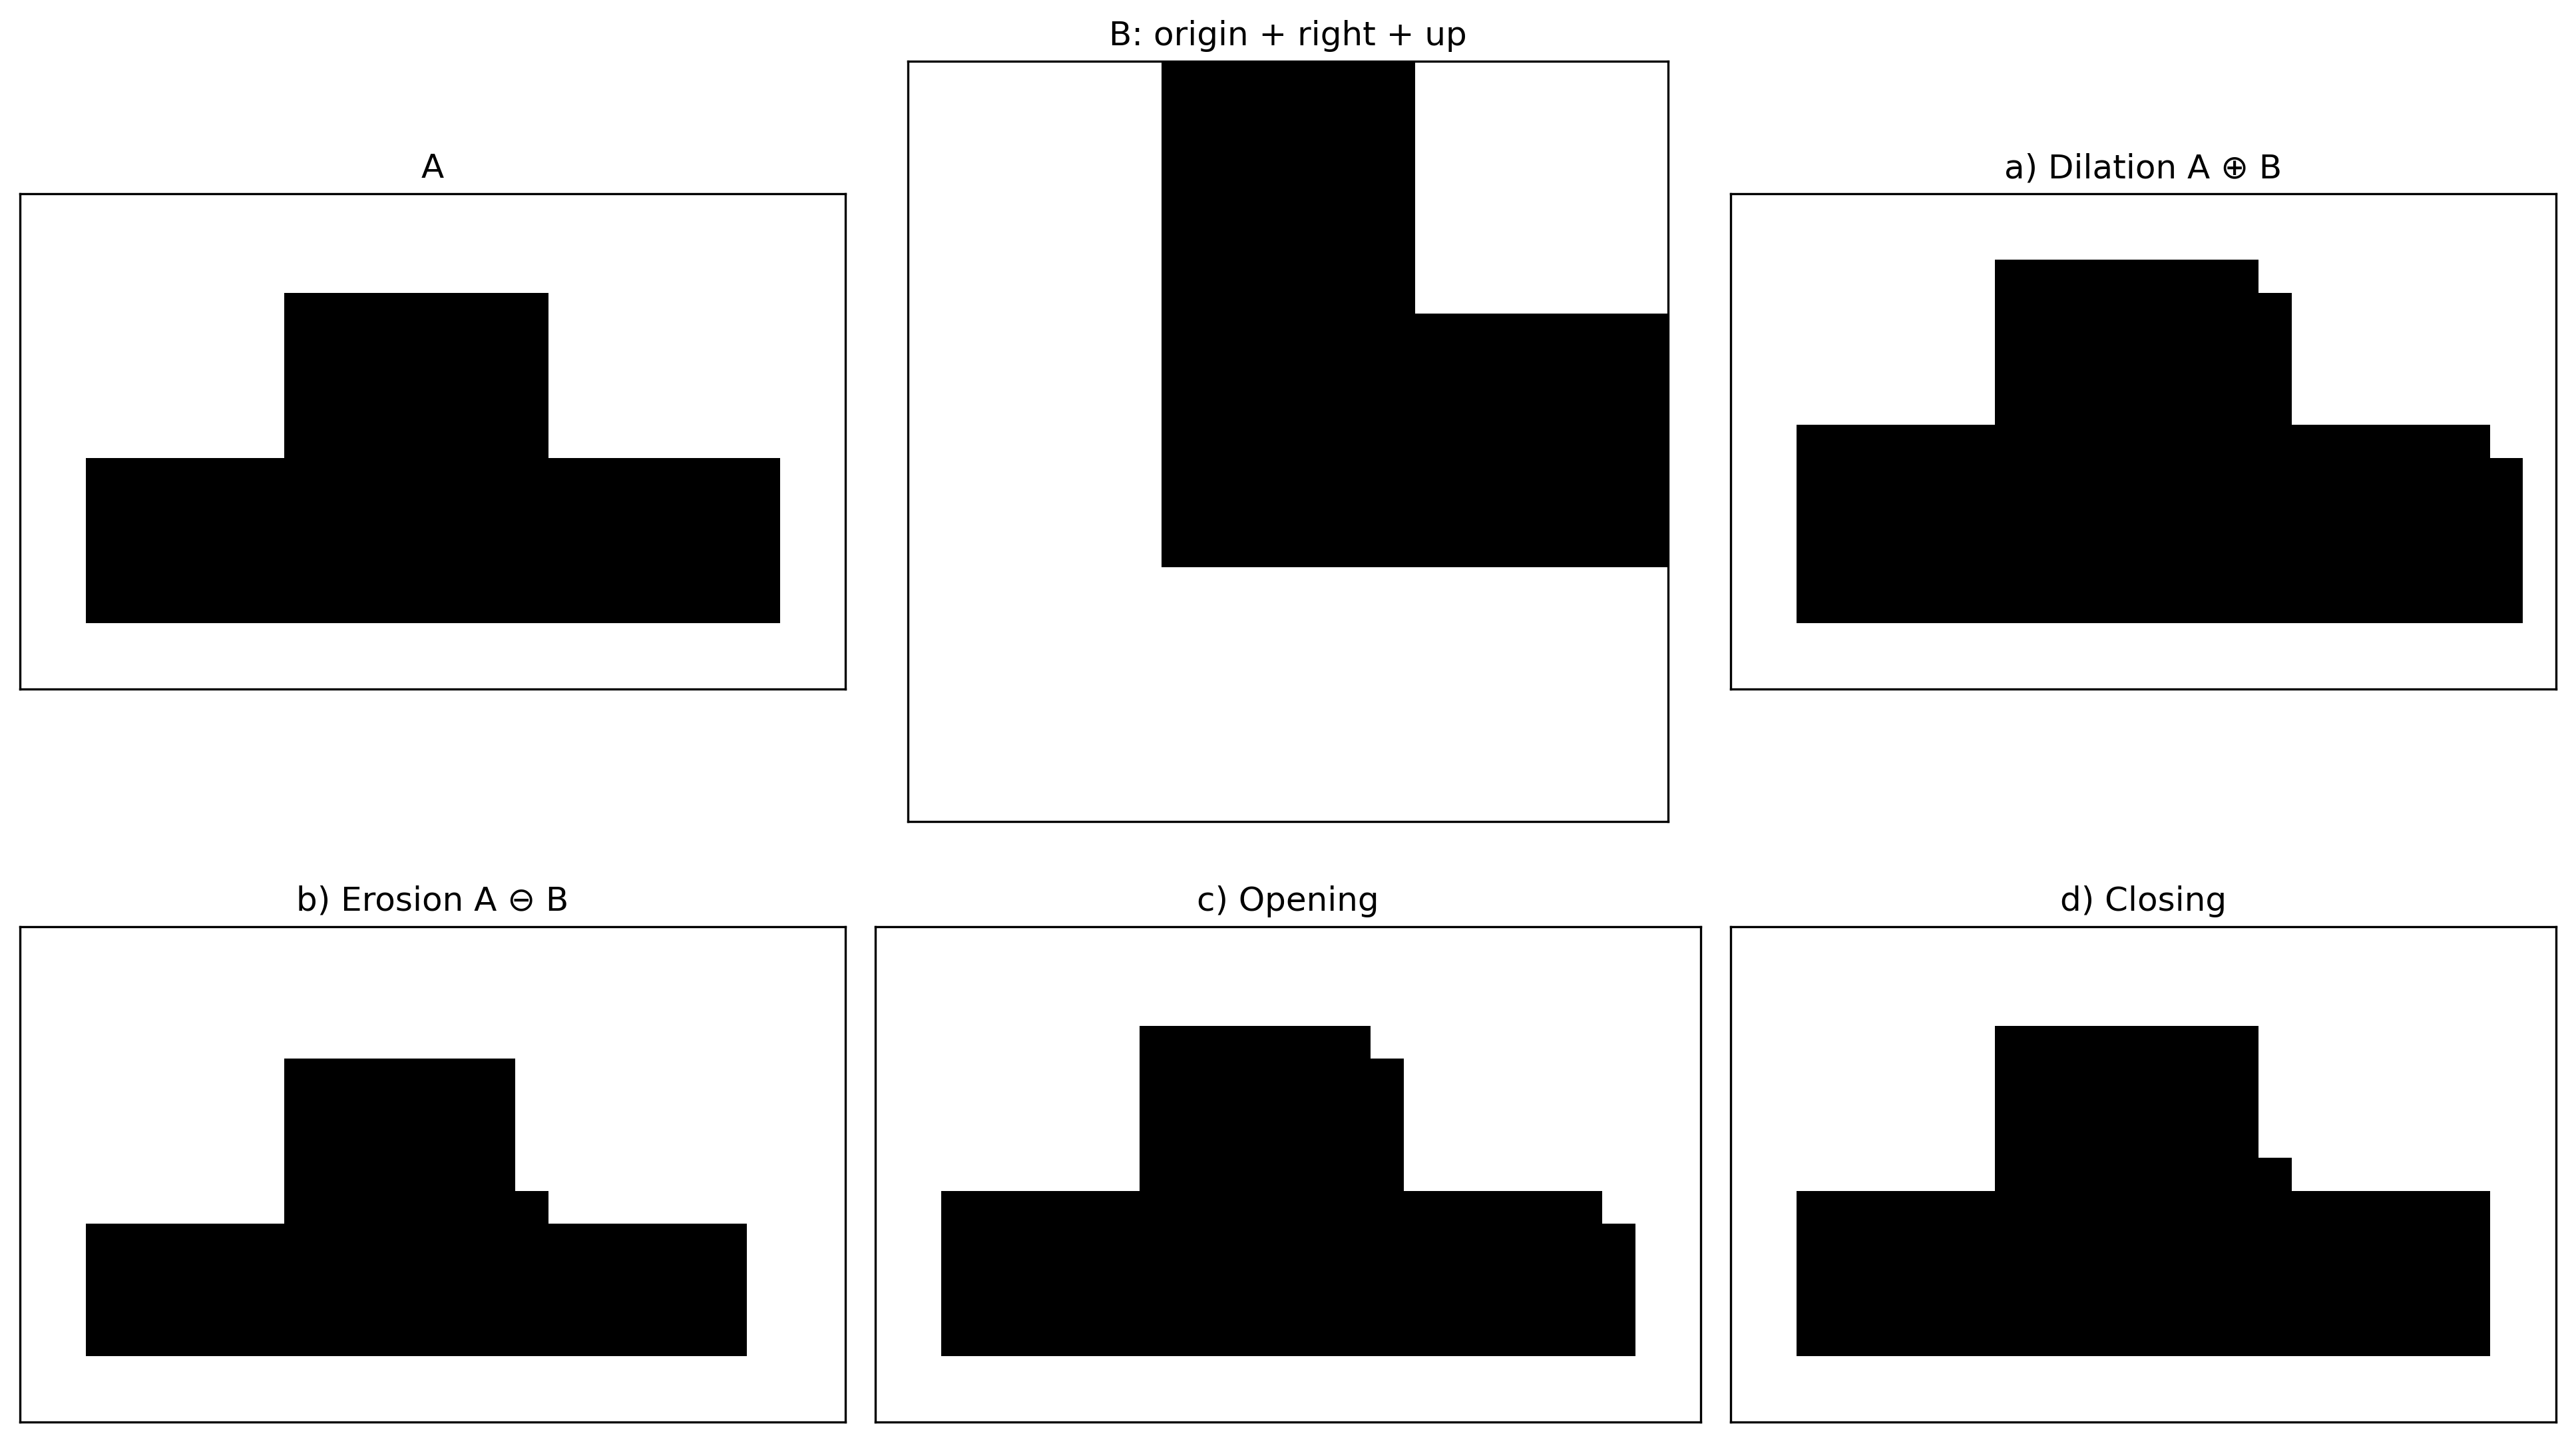 B: origin + right + up
A
a) Dilation A ⊕ B
b) Erosion A ⊖ B
c) Opening
d) Closing